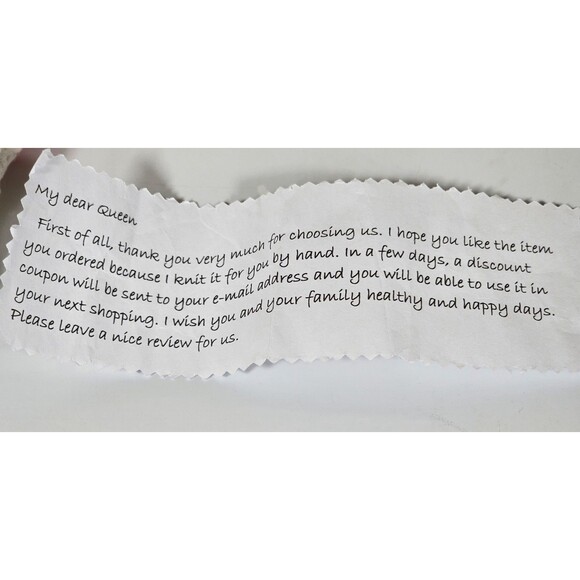 My dear Queen
First of all, thank you very much for choosing us. I hope you like the item
you ordered because I knit it for you by hand. In a few days, a discount
coupon will be sent to your e-mail address and you will be able to use it in
your next shopping. I wish you and your family healthy and happy days.
Please leave a nice review for us.